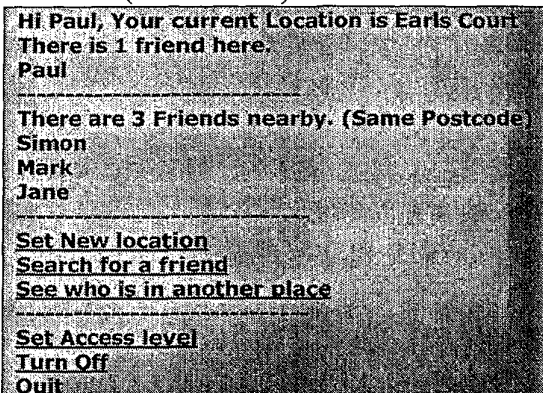 Hi Paul, Your current Location is Earls Court
There is 1 friend here.
Paul
There are 3 Friends nearby. (Same Postcode)
Simon
Mark
Jane
Set New location
Search for a friend
See who is in another place
Set Access level
Turn Off
Quit